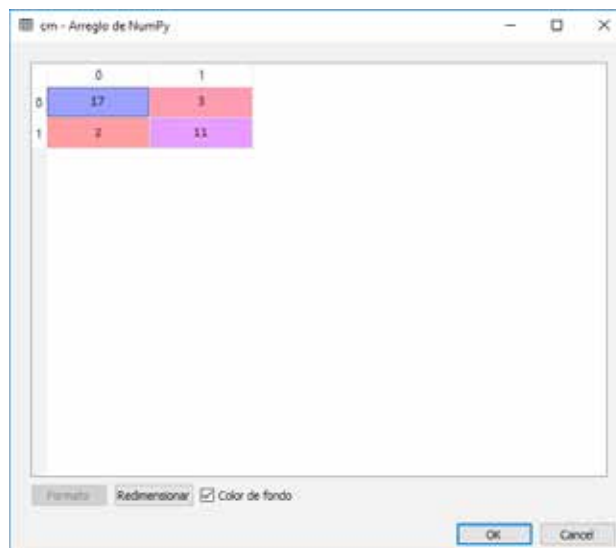 cm - Arreglo de NumPy
0 1
0 17 3
1 2 11
Formato Redimensionar Color de fondo
OK Cancel